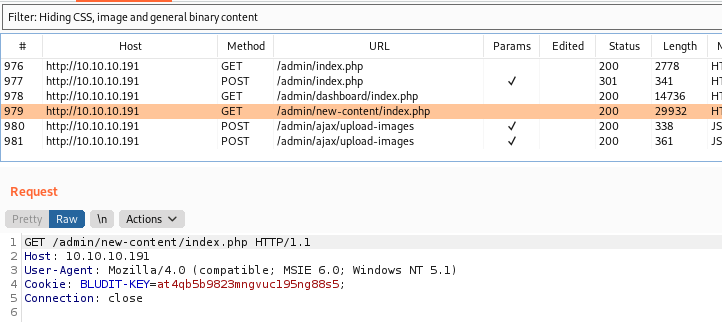 Filter: Hiding CSS, image and general binary content
# Host Method URL Params Edited Status Length
976 http://10.10.10.191 GET /admin/index.php 200 2778 HT
977 http://10.10.10.191 POST /admin/index.php ✓ 301 341 HT
978 http://10.10.10.191 GET /admin/dashboard/index.php 200 14736 HT
979 http://10.10.10.191 GET /admin/new-content/index.php 200 29932 HT
980 http://10.10.10.191 POST /admin/ajax/upload-images ✓ 200 338 JS
981 http://10.10.10.191 POST /admin/ajax/upload-images ✓ 200 361 JS
Request
Pretty Raw \n Actions
1 GET /admin/new-content/index.php HTTP/1.1
2 Host: 10.10.10.191
3 User-Agent: Mozilla/4.0 (compatible; MSIE 6.0; Windows NT 5.1)
4 Cookie: BLUDIT-KEY=at4qb5b9823mngvucl95ng88s5;
5 Connection: close
6